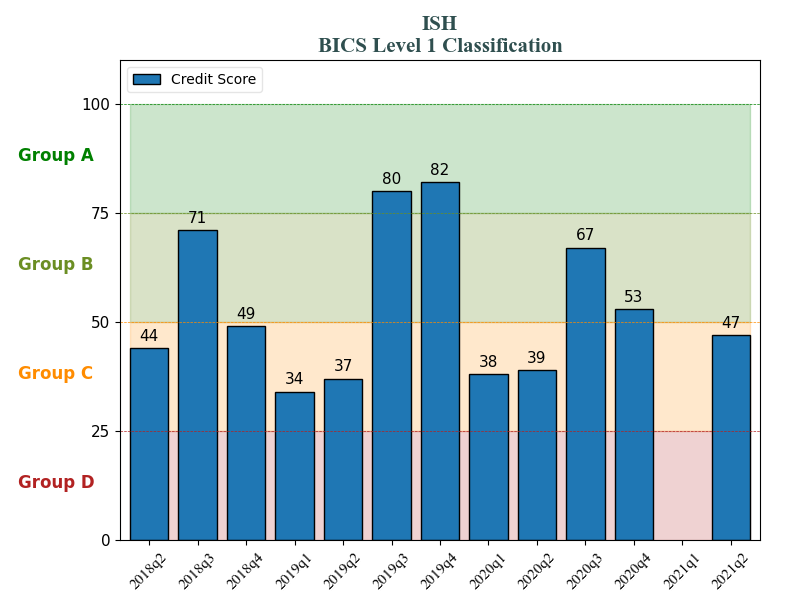 ISH
BICS Level 1 Classification
Credit Score
100
75
50
25
0
Group A
Group B
Group C
Group D
44
71
49
34
37
80
82
38
39
67
53
47
2018q2
2018q3
2018q4
2019q1
2019q2
2019q3
2019q4
2020q1
2020q2
2020q3
2020q4
2021q1
2021q2